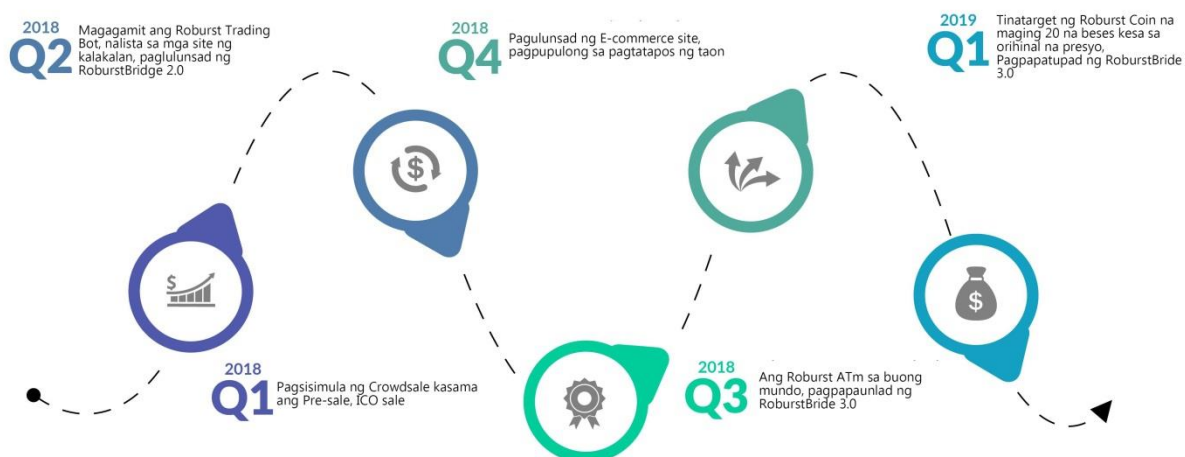 2018
Q2
Magagamit ang Roburst Trading
Bot, nalista sa mga site ng
kalakalan, paglulunsad ng
RoburstBridge 2.0
2018
Q4
Pagulunsad ng E-commerce site,
pagpupulong sa pagtatapos ng taon
2019
Q1
Tinatarget ng Roburst Coin na
maging 20 na beses kesa sa
orihinal na presyo,
Pagpapatupad ng RoburstBride
3.0
$
$
$
2018
Q1
Pagsisimula ng Crowdsale kasama
ang Pre-sale, ICO sale
2018
Q3
Ang Roburst ATm sa buong
mundo, pagpapaunlad ng
RoburstBride 3.0